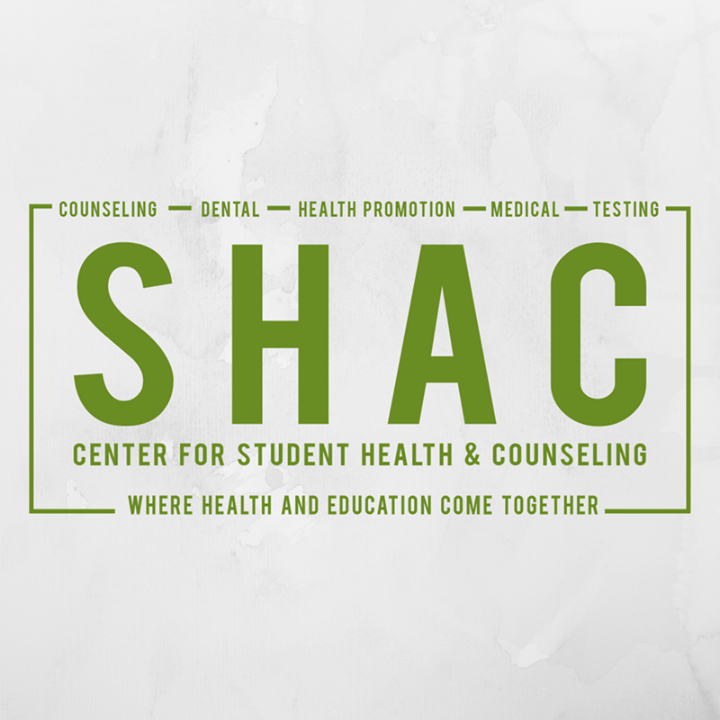 COUNSELING — DENTAL — HEALTH PROMOTION — MEDICAL — TESTING
SHAC
CENTER FOR STUDENT HEALTH & COUNSELING
WHERE HEALTH AND EDUCATION COME TOGETHER